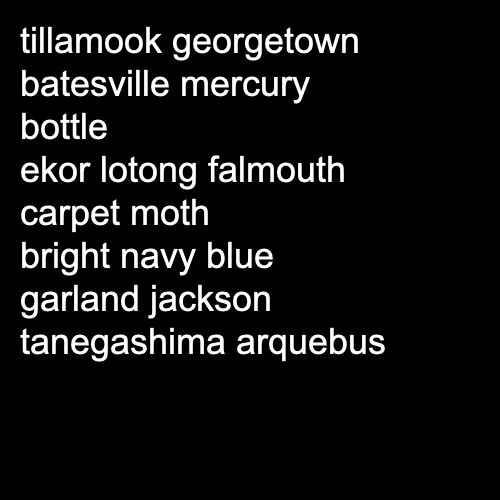 tillamook georgetown
batesville mercury
bottle
ekor lotong falmouth
carpet moth
bright navy blue
garland jackson
tanegashima arquebus